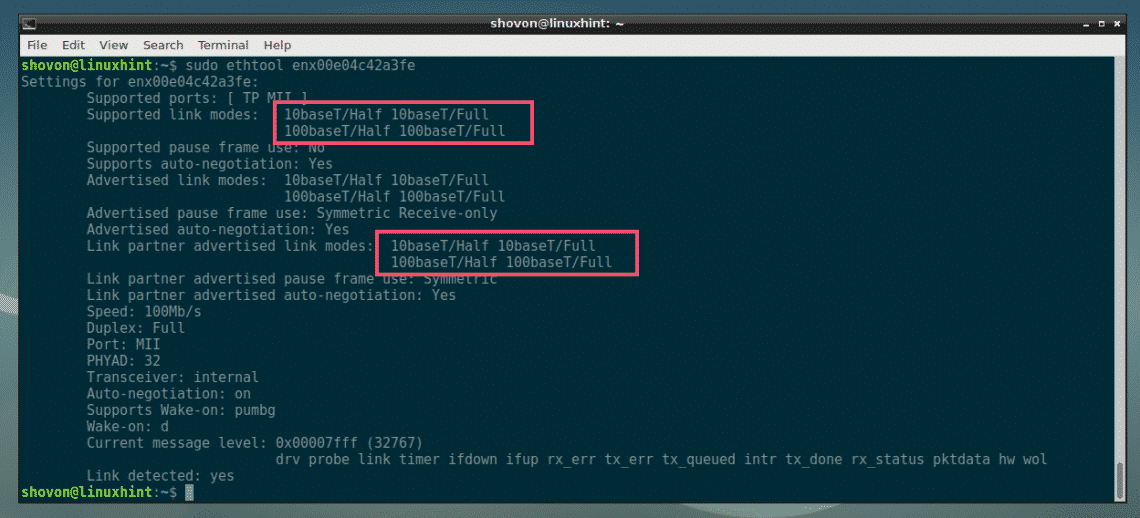 shovon@linuxhint: ~
File Edit View Search Terminal Help
shovon@linuxhint:~$ sudo ethtool enx00e04c42a3fe
Settings for enx00e04c42a3fe:
Supported ports: [ TP MII ]
Supported link modes: 10baseT/Half 10baseT/Full
100baseT/Half 100baseT/Full
Supported pause frame use: No
Supports auto-negotiation: Yes
Advertised link modes: 10baseT/Half 10baseT/Full
100baseT/Half 100baseT/Full
Advertised pause frame use: Symmetric Receive-only
Advertised auto-negotiation: Yes
Link partner advertised link modes: 10baseT/Half 10baseT/Full
100baseT/Half 100baseT/Full
Link partner advertised pause frame use: Symmetric
Link partner advertised auto-negotiation: Yes
Speed: 100Mb/s
Duplex: Full
Port: MII
PHYAD: 32
Transceiver: internal
Auto-negotiation: on
Supports Wake-on: pumbg
Wake-on: d
Current message level: 0x00007fff (32767)
drv probe link timer ifdown ifup rx_err tx_err tx_queued intr tx_done rx_status pktdata hw wol
Link detected: yes
shovon@linuxhint:~$